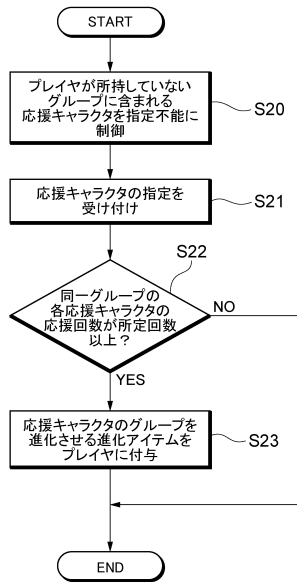 START
プレイヤが所持していない
グループに含まれる
応援キャラクタを指定不能に
制御
S20
応援キャラクタの指定を
受け付け
S21
S22
同一グループの
各応援キャラクタの
応援回数が所定回数
以上？
NO
YES
応援キャラクタのグループを
進化させる進化アイテムを
プレイヤに付与
S23
END